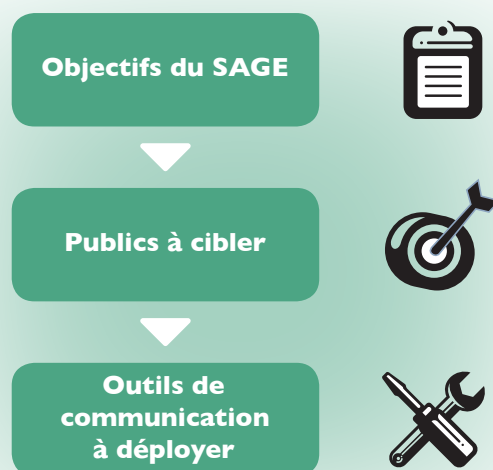 Objectifs du SAGE
Publics à cibler
Outils de
communication
à déployer